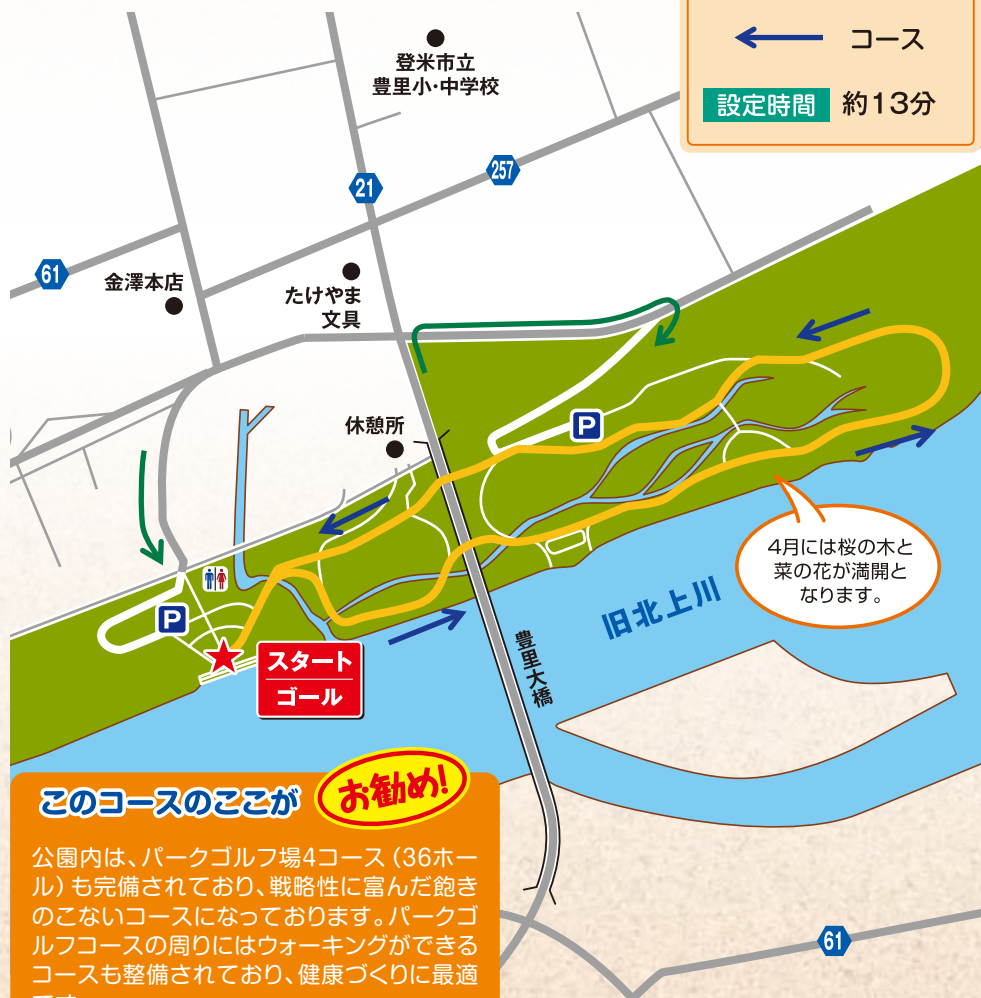 コース
設定時間 約13分
登米市立
豊里小・中学校
257
21
61
金澤本店
たけやま
文具
休憩所
P
4月には桜の木と
菜の花が満開と
なります。
P
旧北上川
豊里大橋
スタート
ゴール
このコースのここが お勧め!
公園内は、パークゴルフ場4コース(36ホー
ル)も完備されており、戦略性に富んだ飽き
のこないコースになっております。パークゴ
ルフコースの周りにはウォーキングができる
コースも整備されており、健康づくりに最適
61